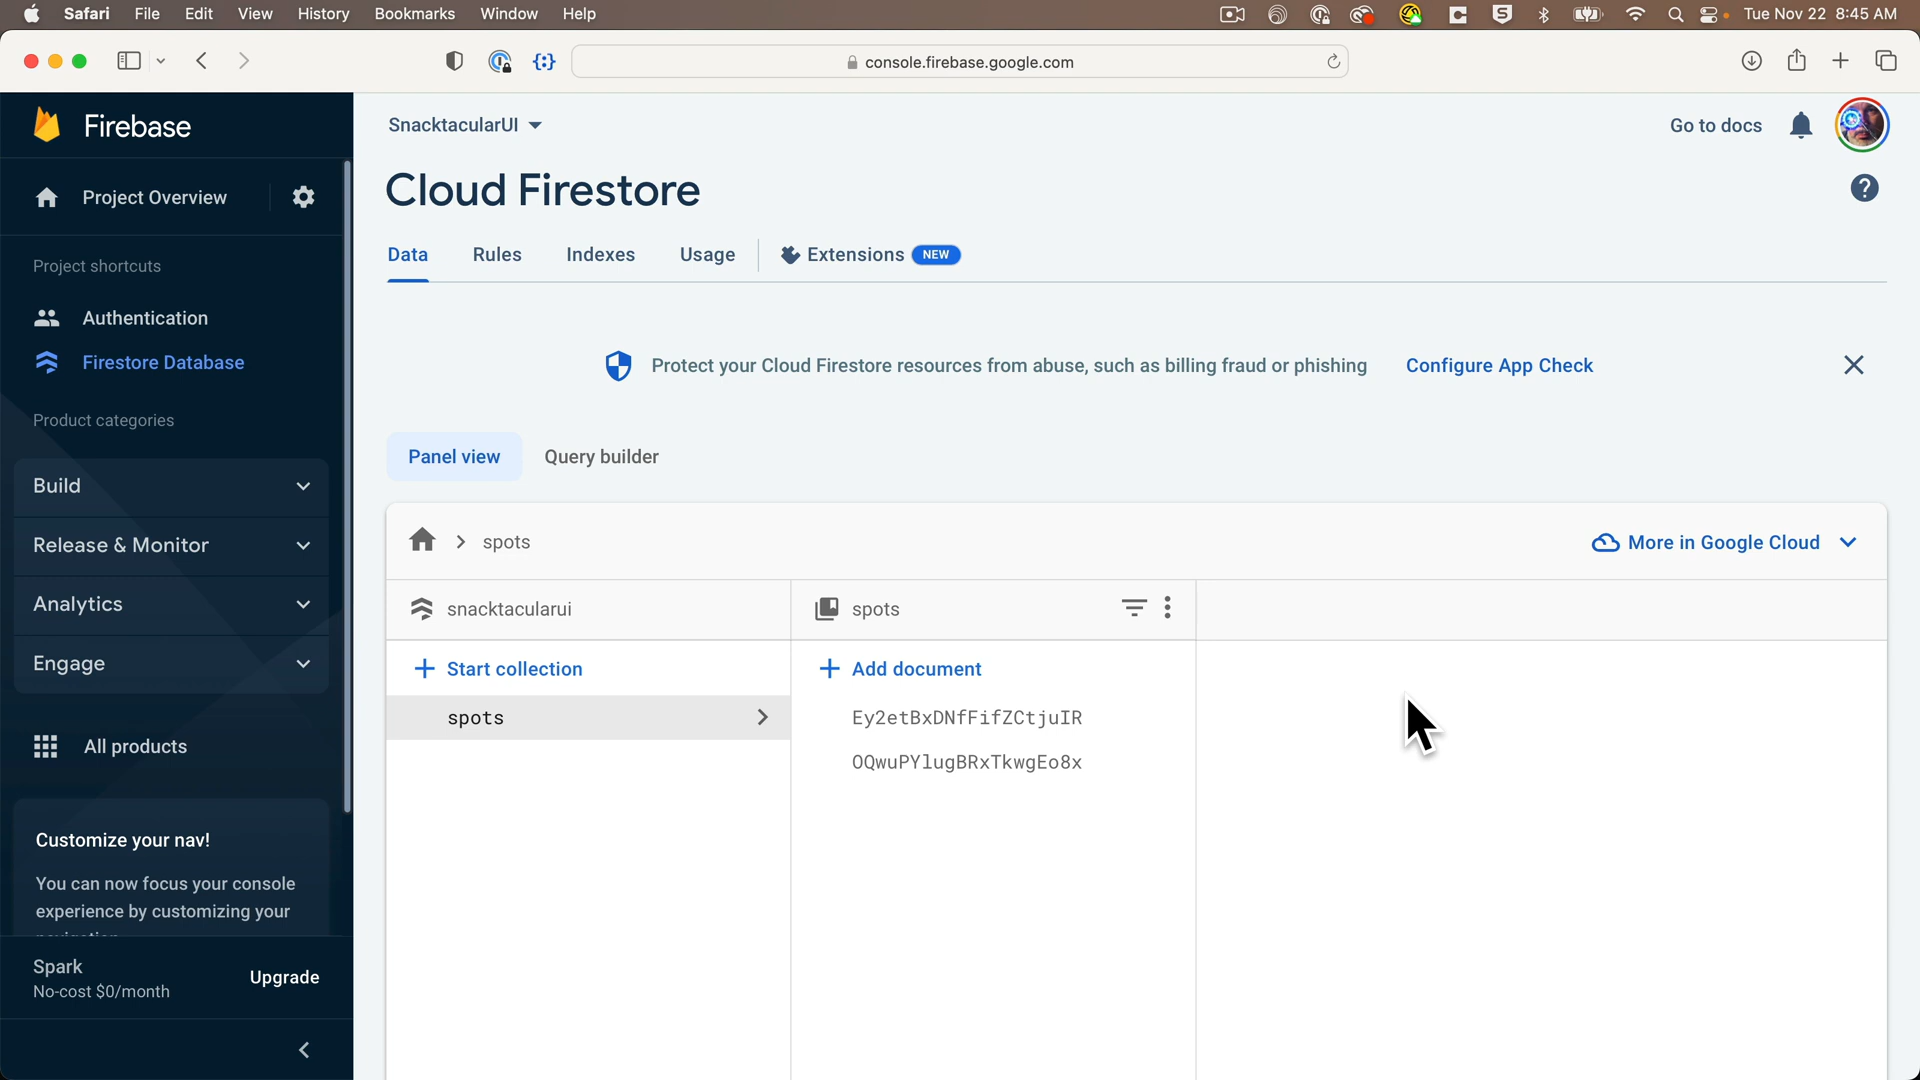 Safari File Edit View History Bookmarks Window Help Tue Nov 22 8:45 AM
console.firebase.google.com
Firebase
Project Overview
Project shortcuts
Authentication
Firestore Database
Product categories
Build
Release & Monitor
Analytics
Engage
All products
Customize your nav!
You can now focus your console
experience by customizing your
Spark
No-cost $0/month
Upgrade
SnacktacularUI
Go to docs
Cloud Firestore
Data Rules Indexes Usage Extensions NEW
Protect your Cloud Firestore resources from abuse, such as billing fraud or phishing Configure App Check
Panel view Query builder
spots
More in Google Cloud
snacktacularui
Start collection
spots
spots
Add document
Ey2etBxDNfFifZCtjuIR
OQwuPYlugBRxTkwgEo8x